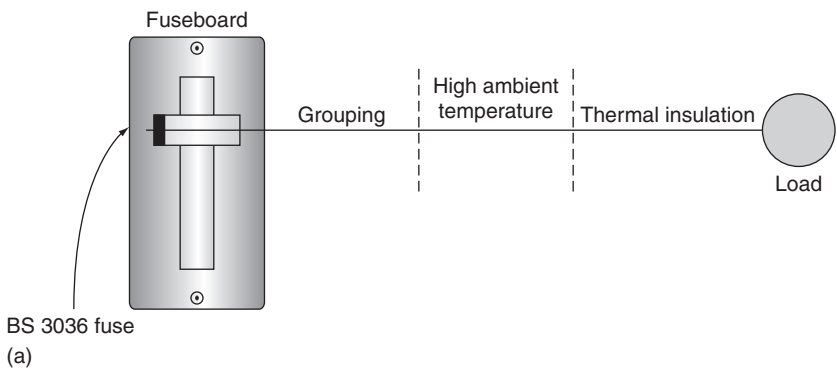 Fuseboard
Grouping
High ambient
temperature
Thermal insulation
Load
BS 3036 fuse
(a)